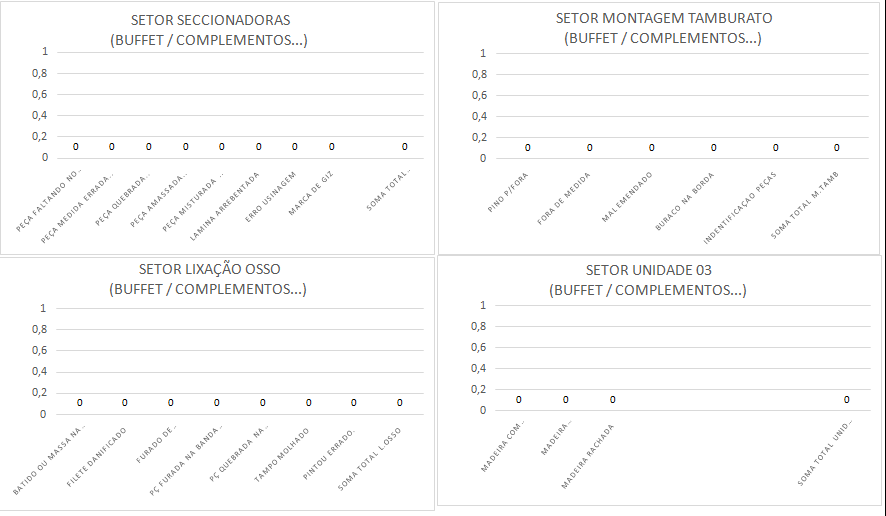 SETOR SECCIONADORAS
(BUFFET / COMPLEMENTOS...)
1
0,8
0,6
0,4
0,2
0
0 0 0 0 0 0 0 0 0
PEÇA FALTANDO NO...
PEÇA MEDIDA ERRADA...
PEÇA QUEBRADA...
PEÇA AMASSADA...
PEÇA MISTURADA ...
LAMINA ARREBENTADA
ERRO USINAGEM
MARCA DE GIZ
SOMA TOTAL...
SETOR MONTAGEM TAMBURATO
(BUFFET / COMPLEMENTOS...)
1
0,8
0,6
0,4
0,2
0
0 0 0 0 0 0
PINO P/FORA
FORA DE MEDIDA
MAL EMENDADO
BURACO NA BORDA
INDENTIFICAÇAO PEÇAS
SOMA TOTAL M.TAMB
SETOR LIXAÇÃO OSSO
(BUFFET / COMPLEMENTOS...)
1
0,8
0,6
0,4
0,2
0
0 0 0 0 0 0 0 0
BATIDO OU MASSA NA...
FILETE DANIFICADO
FURADO DE...
PÇ FURADA NA BANDA...
PÇ QUEBRADA NA...
TAMPO MOLHADO
PINTOU ERRADO.
SOMA TOTAL L.OSSO
SETOR UNIDADE 03
(BUFFET / COMPLEMENTOS...)
1
0,8
0,6
0,4
0,2
0
0 0 0 0
MADEIRA COM...
MADEIRA...
MADEIRA RACHADA
SOMA TOTAL UNID...